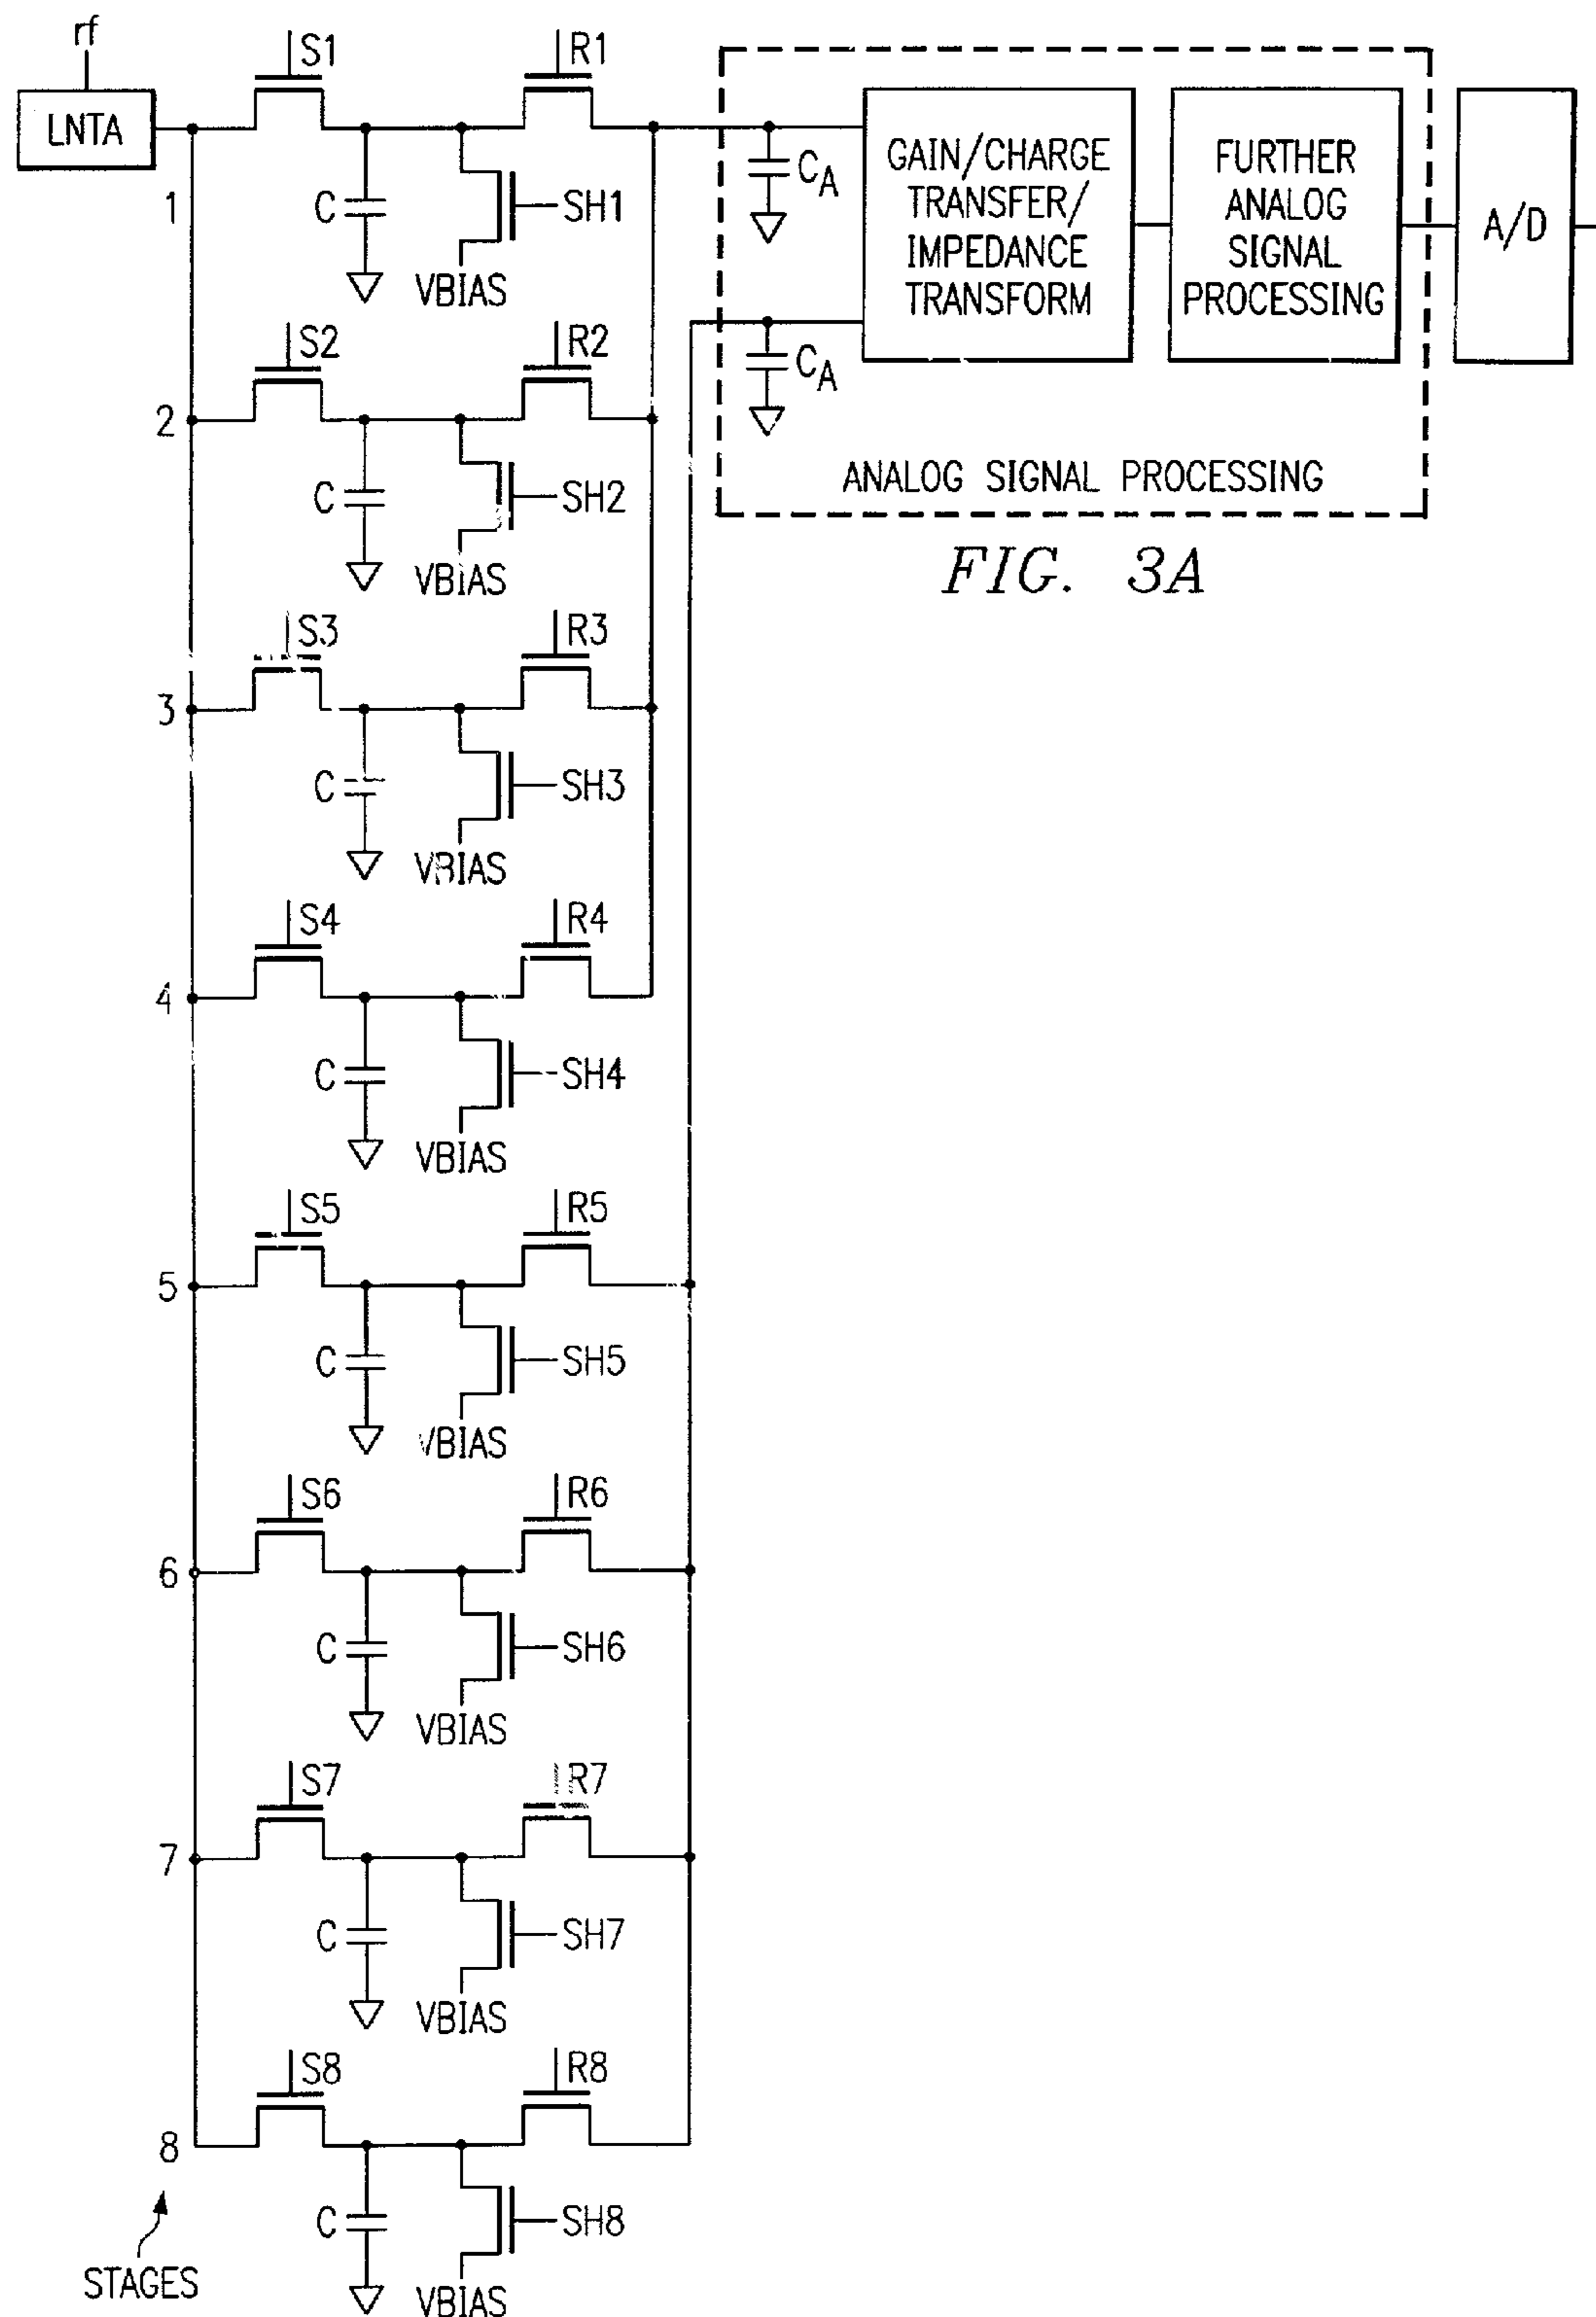 rf
LNTA
S1
R1
1
C
SH1
VBIAS
C_A
C_A
GAIN/CHARGE
TRANSFER/
IMPEDANCE
TRANSFORM
FURTHER
ANALOG
SIGNAL
PROCESSING
A/D
ANALOG SIGNAL PROCESSING
FIG. 3A
S2
R2
2
C
SH2
VBIAS
S3
R3
3
C
SH3
VBIAS
S4
R4
4
C
SH4
VBIAS
S5
R5
5
C
SH5
VBIAS
S6
R6
6
C
SH6
VBIAS
S7
R7
7
C
SH7
VBIAS
S8
R8
8
C
SH8
VBIAS
STAGES